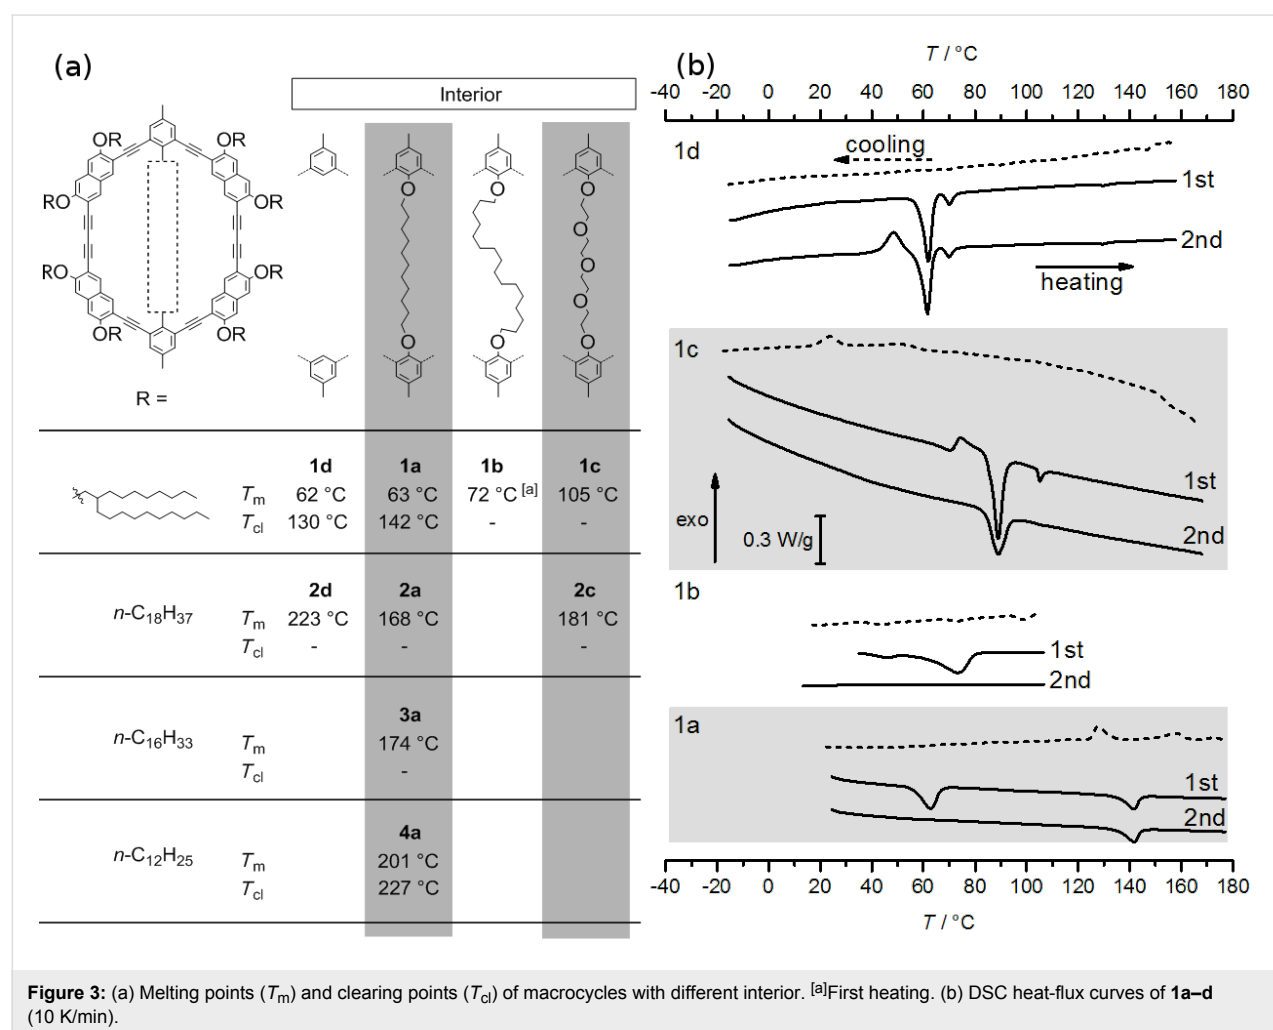 (a)
Interior
RO
OR
RO
OR
RO
OR
RO
OR
R =
O
O
O
O
O
O
O
O
O
1d 1a 1b 1c
Tm 62 °C 63 °C 72 °C [a] 105 °C
Tcl 130 °C 142 °C - -
2d 2a 2c
n-C18H37 Tm 223 °C 168 °C 181 °C
Tcl - - -
3a
n-C16H33 Tm 174 °C
Tcl -
4a
n-C12H25 Tm 201 °C
Tcl 227 °C
(b)
T / °C
-40 -20 0 20 40 60 80 100 120 140 160 180
1d
cooling
1st
2nd
heating
1c
1st
exo
0.3 W/g
2nd
1b
1st
2nd
1a
1st
2nd
-40 -20 0 20 40 60 80 100 120 140 160 180
T / °C
Figure 3: (a) Melting points (Tm) and clearing points (Tcl) of macrocycles with different interior. [a]First heating. (b) DSC heat-flux curves of 1a–d
(10 K/min).